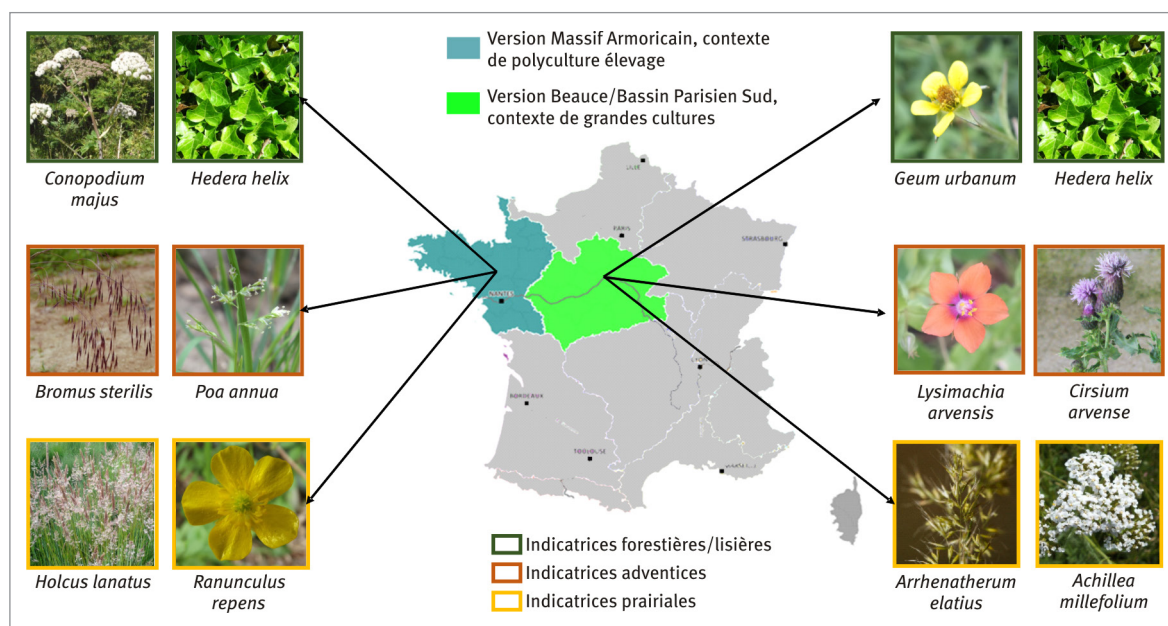 Version Massif Armoricain, contexte
de polyculture élevage
Version Beauce/Bassin Parisien Sud,
contexte de grandes cultures
Conopodium
majus
Hedera helix
Geum urbanum
Hedera helix
LILLE
PARIS
STRASBOURG
NANTES
LYON
BORDEAUX
TOULOUSE
Bromus sterilis
Poa annua
Lysimachia
arvensis
Cirsium
arvense
Holcus lanatus
Ranunculus
repens
Arrhenatherum
elatius
Achillea
millefolium
Indicatrices forestières/lisières
Indicatrices adventices
Indicatrices prairiales